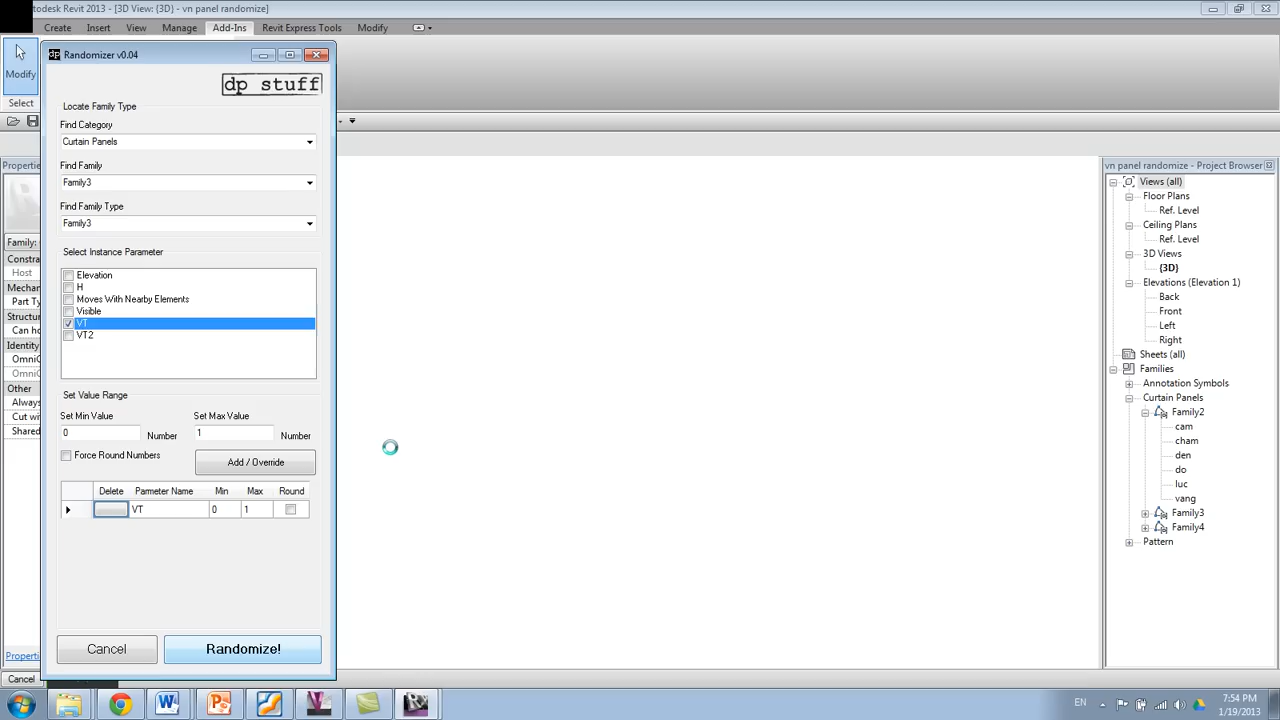 utodesk Revit 2013 - [3D View: {3D} - vn panel randomize]
Create Insert View Manage Add-Ins Revit Express Tools Modify
Modify
Select
Randomizer v0.04
dp stuff
Locate Family Type
Find Category
Curtain Panels
Find Family
Family3
Find Family Type
Family3
Select Instance Parameter
Elevation
H
Moves With Nearby Elements
Visible
VT
VT2
Set Value Range
Set Min Value Set Max Value
0 Number 1 Number
Force Round Numbers Add / Override
Delete Parmeter Name Min Max Round
VT 0 1
Cancel Randomize!
Properties
Family:
Constra
Host
Mechan
Part Ty
Structur
Can ho
Identity
OmniC
OmniC
Other
Always
Cut wi
Shared
Properti
Cancel
vn panel randomize - Project Browser
Views (all)
Floor Plans
Ref. Level
Ceiling Plans
Ref. Level
3D Views
{3D}
Elevations (Elevation 1)
Back
Front
Left
Right
Sheets (all)
Families
Annotation Symbols
Curtain Panels
Family2
cam
cham
den
do
luc
vang
Family3
Family4
Pattern
EN
7:54 PM
1/19/2013